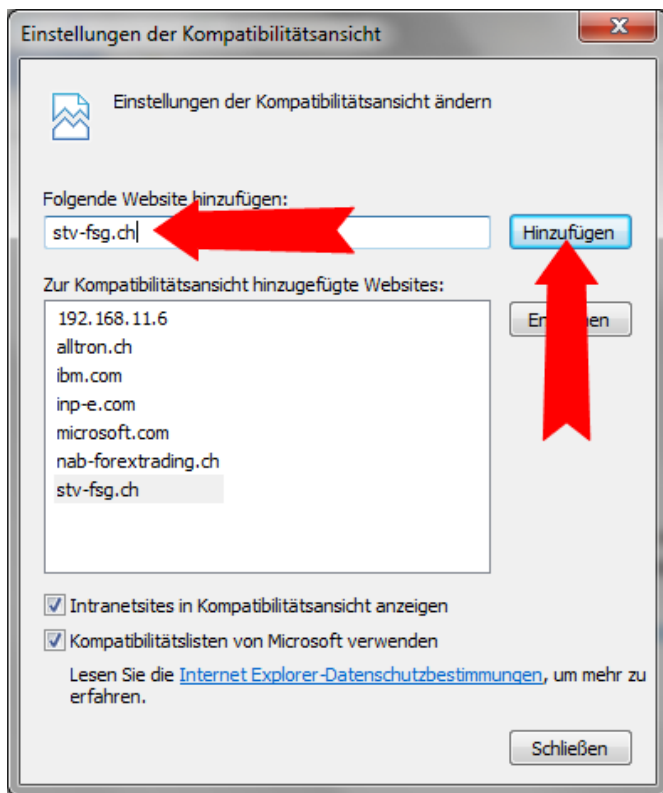 Einstellungen der Kompatibilitätsansicht
Einstellungen der Kompatibilitätsansicht ändern
Folgende Website hinzufügen:
stv-fsg.ch
Hinzufügen
Zur Kompatibilitätsansicht hinzugefügte Websites:
192.168.11.6
alltron.ch
ibm.com
inp-e.com
microsoft.com
nab-forextrading.ch
stv-fsg.ch
Intranetsites in Kompatibilitätsansicht anzeigen
Kompatibilitätslisten von Microsoft verwenden
Lesen Sie die Internet Explorer-Datenschutzbestimmungen, um mehr zu
erfahren.
Schließen